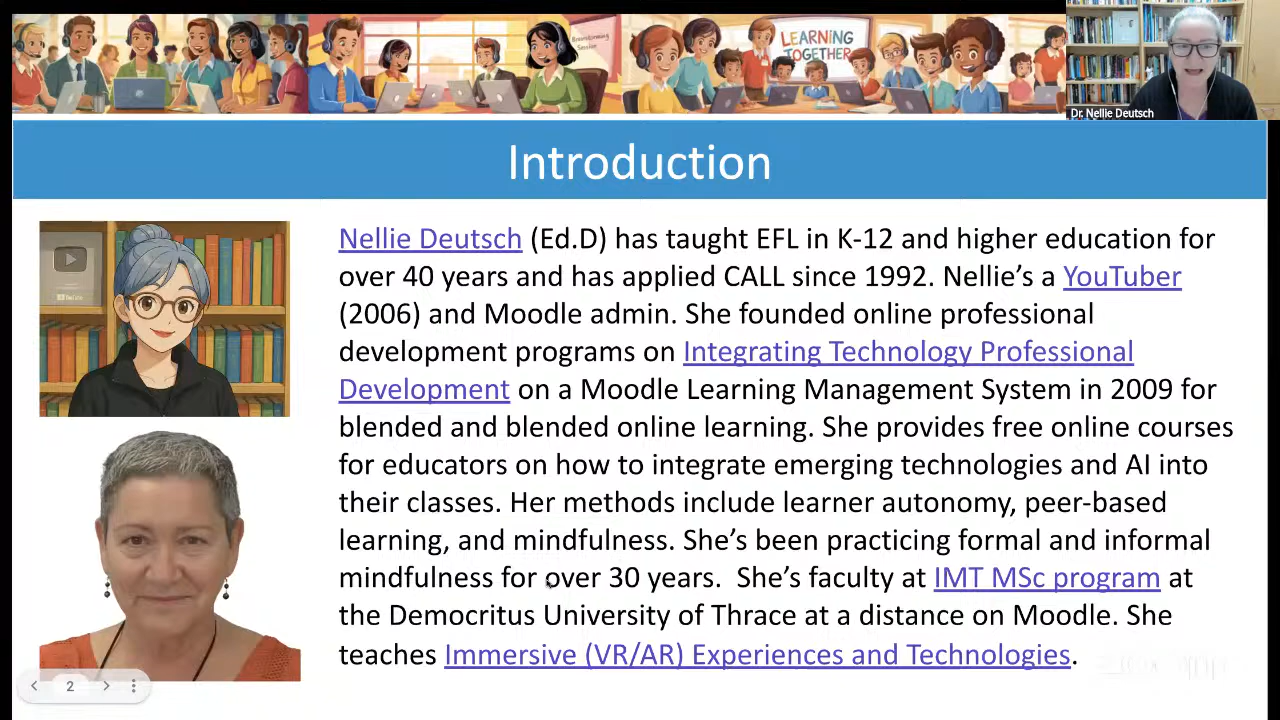 LEARNING
TOGETHER
Dr. Nellie Deutsch
Introduction
Nellie Deutsch (Ed.D) has taught EFL in K-12 and higher education for
over 40 years and has applied CALL since 1992. Nellie’s a YouTuber
(2006) and Moodle admin. She founded online professional
development programs on Integrating Technology Professional
Development on a Moodle Learning Management System in 2009 for
blended and blended online learning. She provides free online courses
for educators on how to integrate emerging technologies and AI into
their classes. Her methods include learner autonomy, peer-based
learning, and mindfulness. She’s been practicing formal and informal
mindfulness for over 30 years.  She’s faculty at IMT MSc program at
the Democritus University of Thrace at a distance on Moodle. She
teaches Immersive (VR/AR) Experiences and Technologies.
2